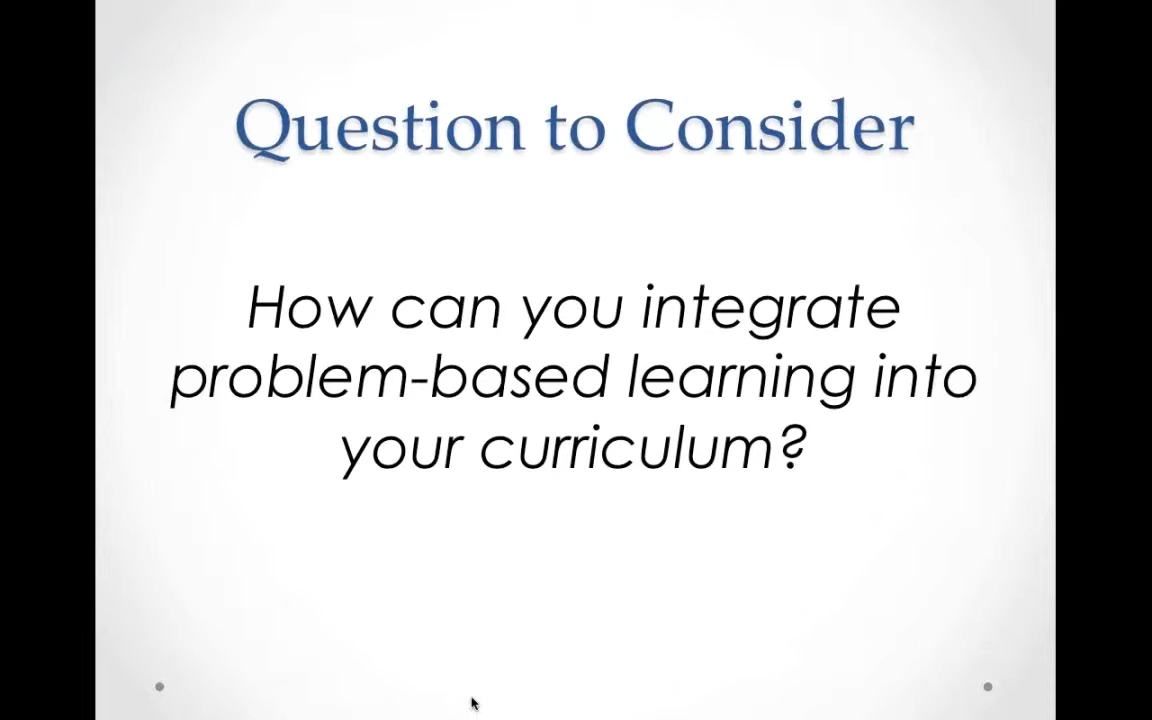 Question to Consider
How can you integrate
problem-based learning into
your curriculum?